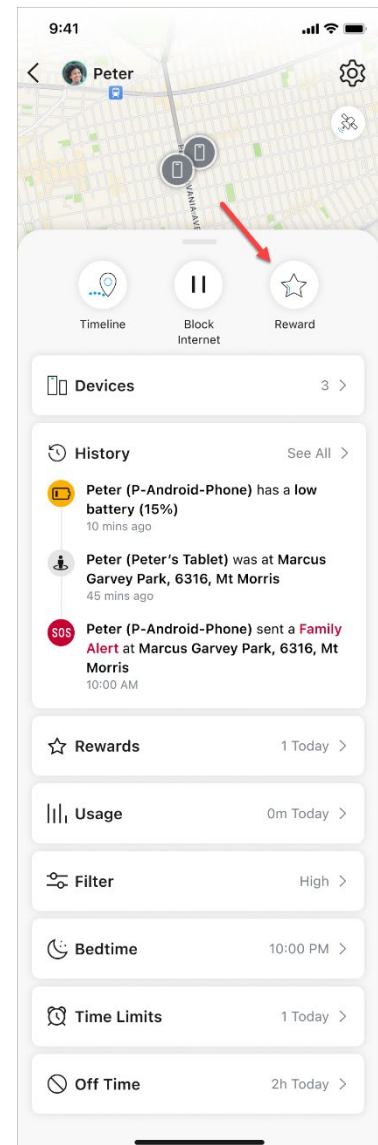 9:41
Peter
VANIA AVE
Timeline
Block
Internet
Reward
Devices
3
History
See All
Peter (P-Android-Phone) has a low
battery (15%)
10 mins ago
Peter (Peter's Tablet) was at Marcus
Garvey Park, 6316, Mt Morris
45 mins ago
SOS
Peter (P-Android-Phone) sent a Family
Alert at Marcus Garvey Park, 6316, Mt
Morris
10:00 AM
Rewards
1 Today
Usage
0m Today
Filter
High
Bedtime
10:00 PM
Time Limits
1 Today
Off Time
2h Today